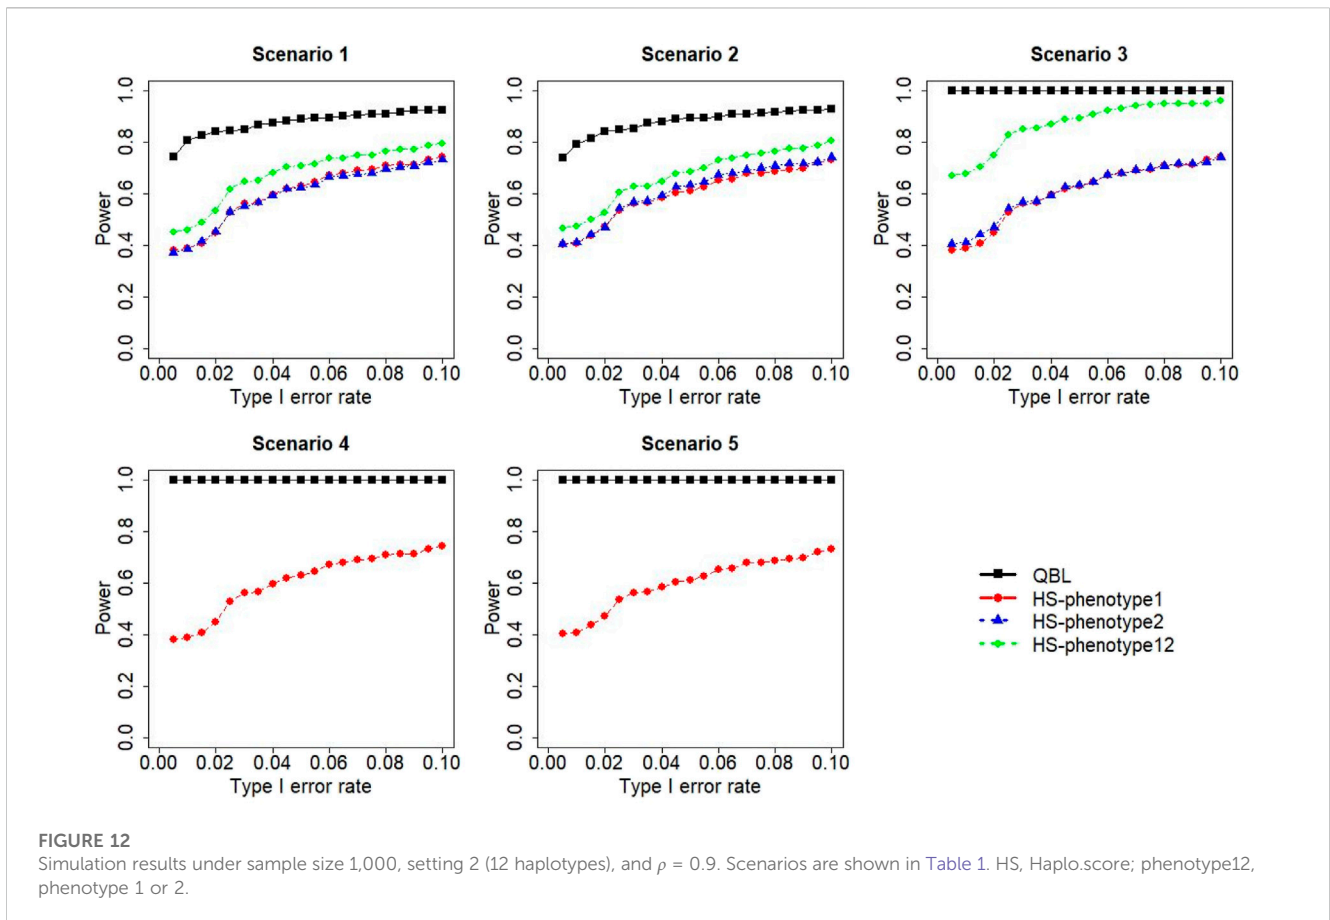 Scenario 1
Power
0.0 0.2 0.4 0.6 0.8 1.0
0.00 0.02 0.04 0.06 0.08 0.10
Type I error rate
Scenario 2
Power
0.0 0.2 0.4 0.6 0.8 1.0
0.00 0.02 0.04 0.06 0.08 0.10
Type I error rate
Scenario 3
Power
0.0 0.2 0.4 0.6 0.8 1.0
0.00 0.02 0.04 0.06 0.08 0.10
Type I error rate
Scenario 4
Power
0.0 0.2 0.4 0.6 0.8 1.0
0.00 0.02 0.04 0.06 0.08 0.10
Type I error rate
Scenario 5
Power
0.0 0.2 0.4 0.6 0.8 1.0
0.00 0.02 0.04 0.06 0.08 0.10
Type I error rate
QBL
HS-phenotype1
HS-phenotype2
HS-phenotype12
FIGURE 12
Simulation results under sample size 1,000, setting 2 (12 haplotypes), and ρ = 0.9. Scenarios are shown in Table 1. HS, Haplo.score; phenotype12,
phenotype 1 or 2.